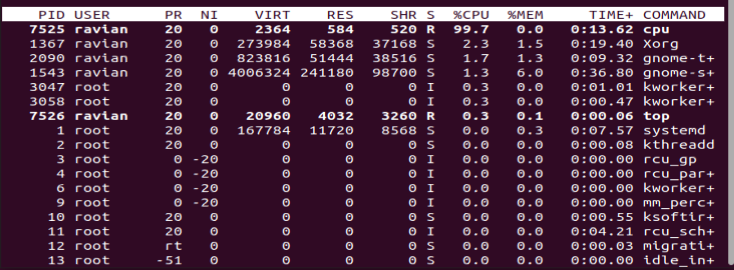 PID USER PR NI VIRT RES SHR S %CPU %MEM TIME+ COMMAND
7525 ravian 20 0 2364 584 520 R 99.7 0.0 0:13.62 cpu
1367 ravian 20 0 273984 58368 37168 S 2.3 1.5 0:19.40 Xorg
2090 ravian 20 0 823816 51444 38516 S 1.7 1.3 0:09.32 gnome-t+
1543 ravian 20 0 4006324 241180 98700 S 1.3 6.0 0:36.80 gnome-s+
3047 root 20 0 0 0 0 I 0.3 0.0 0:01.01 kworker+
3058 root 20 0 0 0 0 I 0.3 0.0 0:00.47 kworker+
7526 ravian 20 0 20960 4032 3260 R 0.3 0.1 0:00.06 top
1 root 20 0 167784 11720 8568 S 0.0 0.3 0:07.57 systemd
2 root 20 0 0 0 0 S 0.0 0.0 0:00.08 kthreadd
3 root 0 -20 0 0 0 I 0.0 0.0 0:00.00 rcu_gp
4 root 0 -20 0 0 0 I 0.0 0.0 0:00.00 rcu_par+
6 root 0 -20 0 0 0 I 0.0 0.0 0:00.00 kworker+
9 root 0 -20 0 0 0 I 0.0 0.0 0:00.00 mm_perc+
10 root 20 0 0 0 0 S 0.0 0.0 0:00.55 ksoftir+
11 root 20 0 0 0 0 I 0.0 0.0 0:04.21 rcu_sch+
12 root rt 0 0 0 0 S 0.0 0.0 0:00.03 migrati+
13 root -51 0 0 0 0 S 0.0 0.0 0:00.00 idle_in+